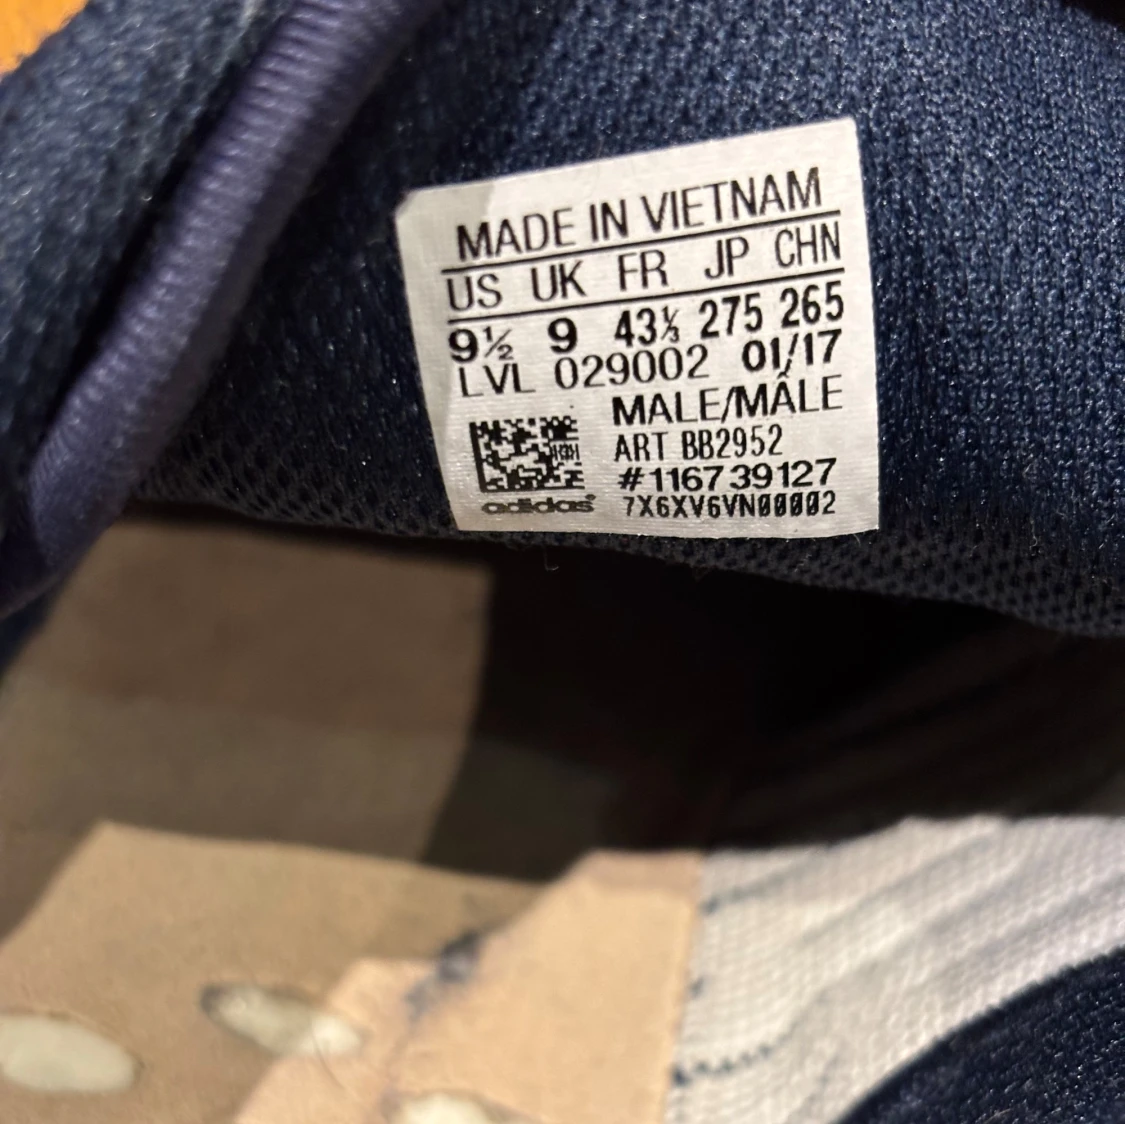 MADE IN VIETNAM
US UK FR JP CHN
9½ 9 43⅓ 275 265
LVL 029002 01/17
MALE/MÂLE
ART BB2952
#116739127
adidas® 7X6XV6VN00002